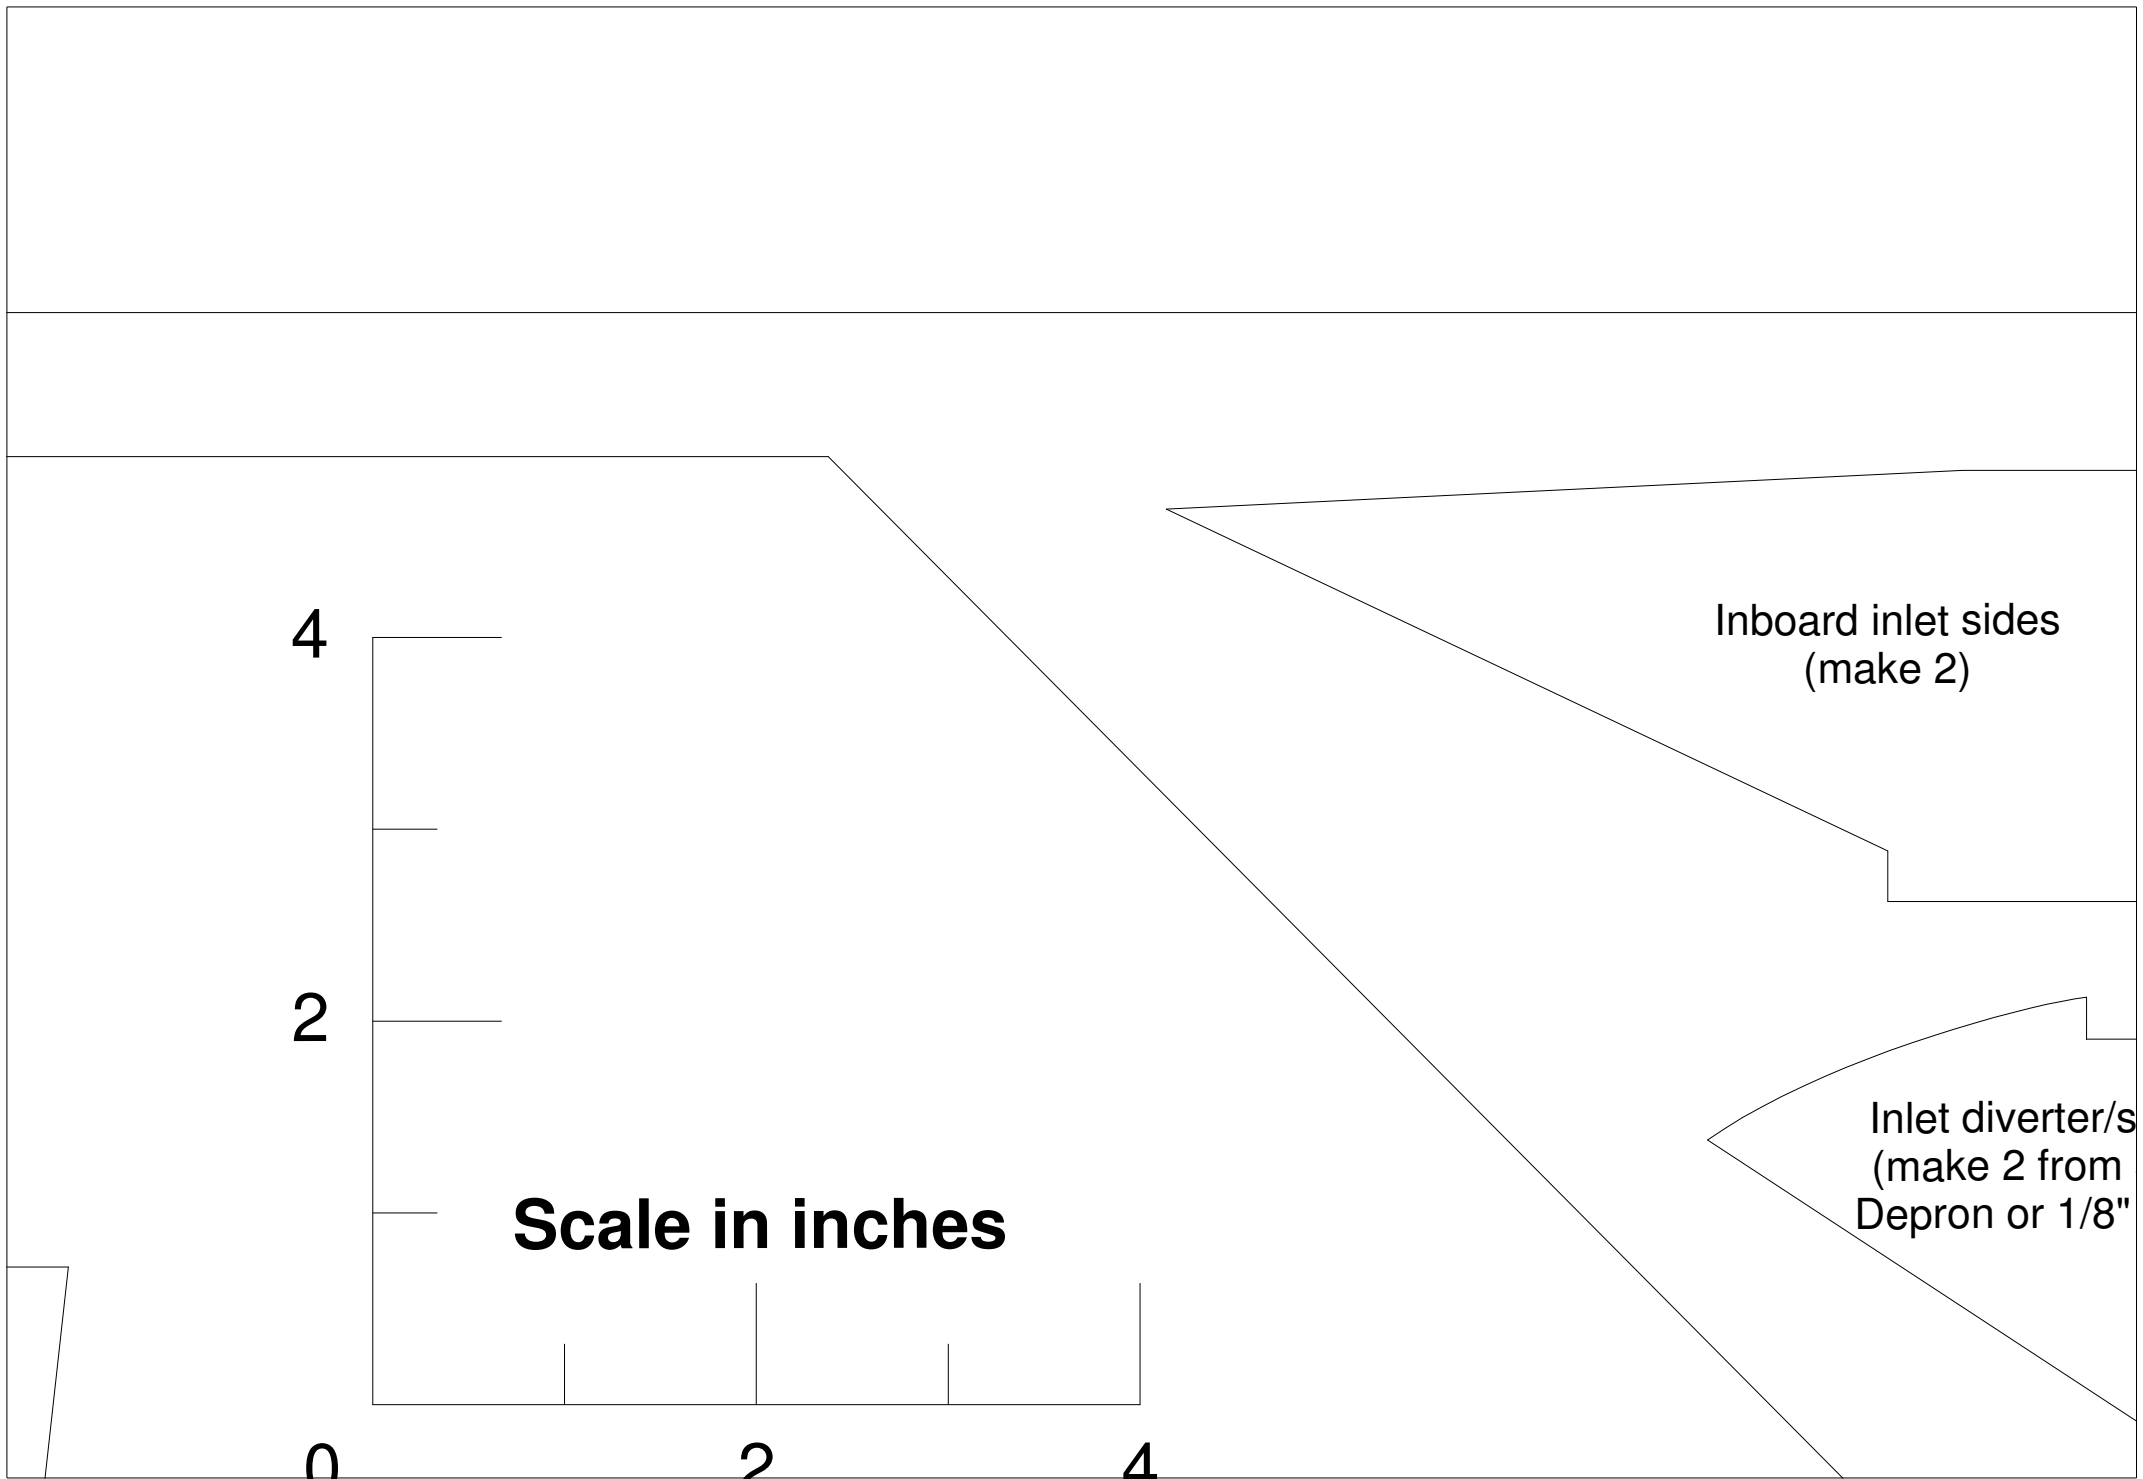 4
Inboard inlet sides
(make 2)
2
Inlet diverter/s
(make 2 from
Depron or 1/8"
Scale in inches
0 2 4